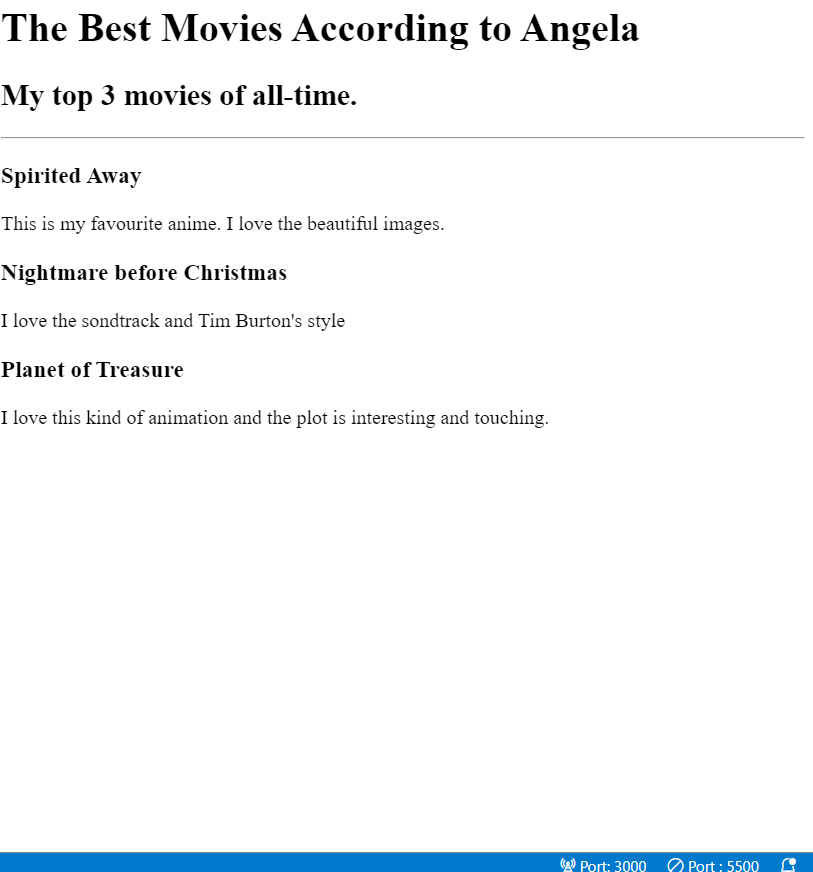 The Best Movies According to Angela
My top 3 movies of all-time.
Spirited Away
This is my favourite anime. I love the beautiful images.
Nightmare before Christmas
I love the sondtrack and Tim Burton's style
Planet of Treasure
I love this kind of animation and the plot is interesting and touching.
Port: 3000 Port : 5500